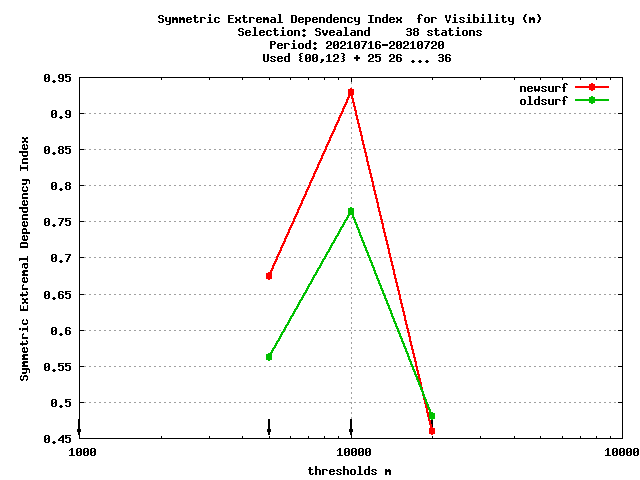 Symmetric Extremal Dependency Index  for Visibility (m)
Selection: Svealand     38 stations
Period: 20210716-20210720
Used {00,12} + 25 26 ... 36
newsurf
oldsurf
0.95
0.9
0.85
0.8
0.75
0.7
0.65
0.6
0.55
0.5
0.45
Symmetric Extremal Dependency Index
1000
10000
10000
thresholds m